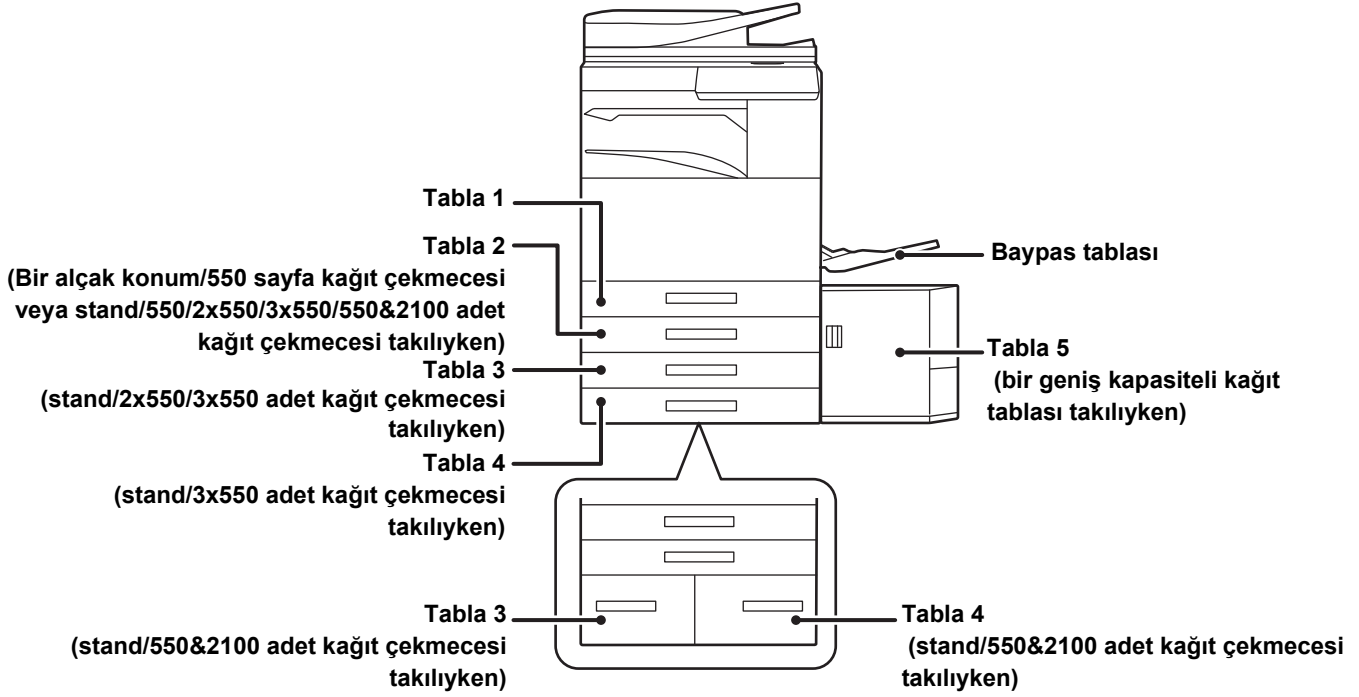 Tabla 1
Tabla 2
(Bir alçak konum/550 sayfa kağıt çekmecesi
veya stand/550/2x550/3x550/550&2100 adet
kağıt çekmecesi takılıyken)
Tabla 3
(stand/2x550/3x550 adet kağıt çekmecesi
takılıyken)
Tabla 4
(stand/3x550 adet kağıt çekmecesi
takılıyken)
Baypas tablası
Tabla 5
(bir geniş kapasiteli kağıt
tablası takılıyken)
Tabla 3
(stand/550&2100 adet kağıt çekmecesi
takılıyken)
Tabla 4
(stand/550&2100 adet kağıt çekmecesi
takılıyken)